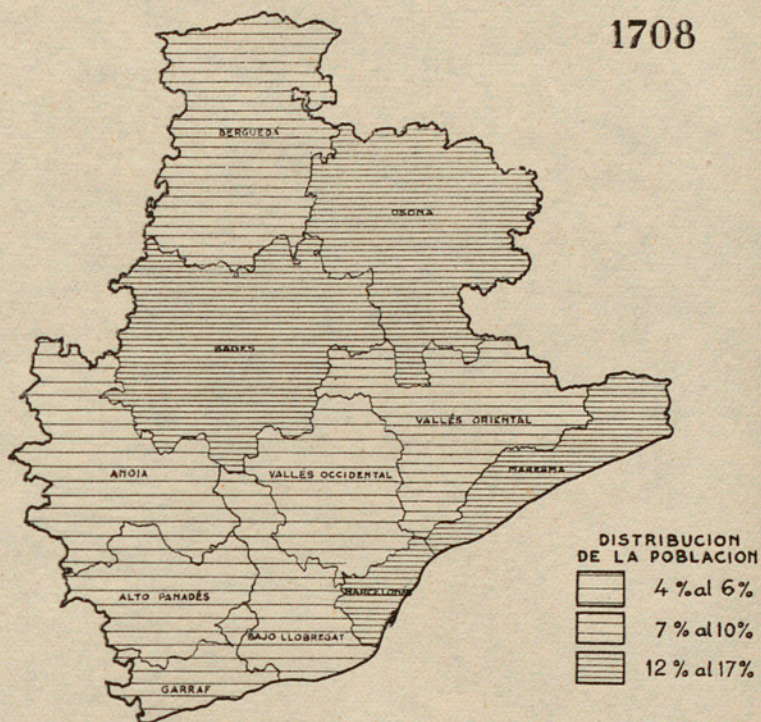 1708
BERGUEDÁ
OSONA
BAGES
VALLÉS ORIENTAL
MARESMA
ANOIA
VALLÉS OCCIDENTAL
ALTO PANADÉS
BARCELONÉS
BAJO LLOBREGAT
GARRAF
DISTRIBUCION
DE LA POBLACION
4 % al 6 %
7 % al 10%
12 % al 17%